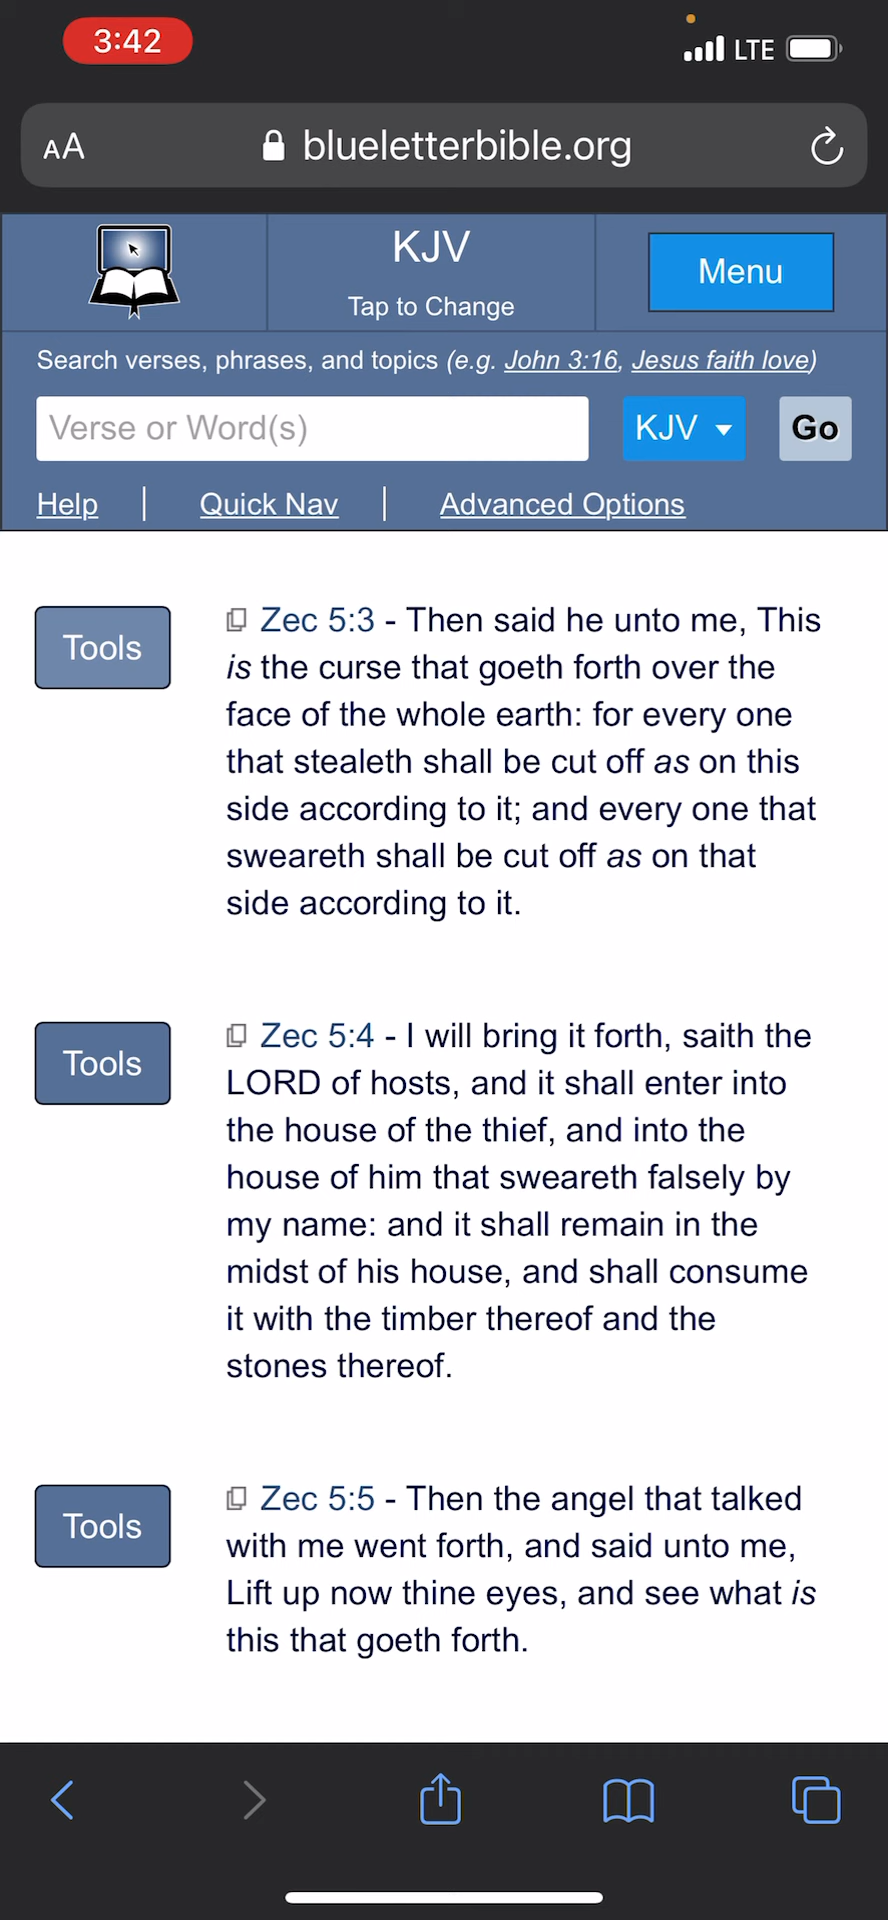 3:42
LTE
AA
blueletterbible.org
KJV
Tap to Change
Menu
Search verses, phrases, and topics (e.g. John 3:16, Jesus faith love)
Verse or Word(s)
KJV
Go
Help | Quick Nav | Advanced Options
Tools
Zec 5:3 - Then said he unto me, This
is the curse that goeth forth over the
face of the whole earth: for every one
that stealeth shall be cut off as on this
side according to it; and every one that
sweareth shall be cut off as on that
side according to it.
Tools
Zec 5:4 - I will bring it forth, saith the
LORD of hosts, and it shall enter into
the house of the thief, and into the
house of him that sweareth falsely by
my name: and it shall remain in the
midst of his house, and shall consume
it with the timber thereof and the
stones thereof.
Tools
Zec 5:5 - Then the angel that talked
with me went forth, and said unto me,
Lift up now thine eyes, and see what is
this that goeth forth.